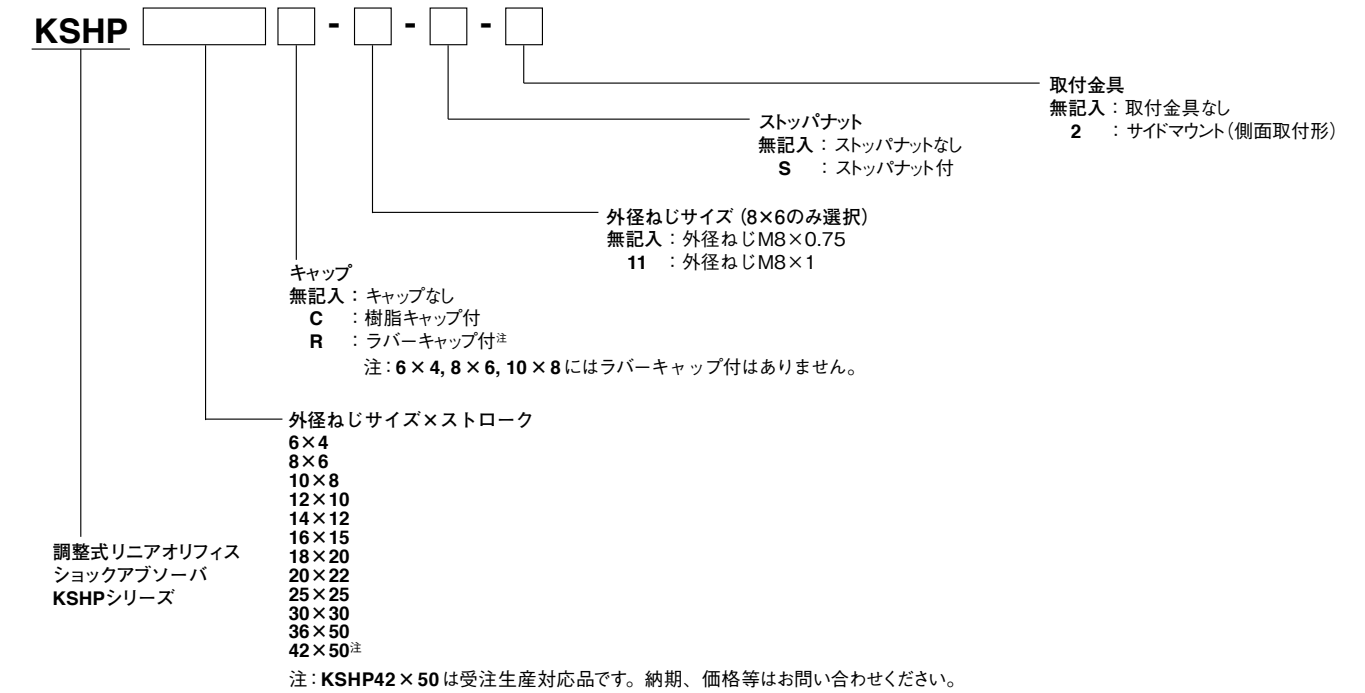 KSHP - - -
取付金具
無記入：取付金具なし
2 ：サイドマウント（側面取付形）
ストッパナット
無記入：ストッパナットなし
S ：ストッパナット付
外径ねじサイズ（8×6のみ選択）
無記入：外径ねじM8×0.75
11 ：外径ねじM8×1
キャップ
無記入：キャップなし
C ：樹脂キャップ付
R ：ラバーキャップ付注
注：6×4, 8×6, 10×8にはラバーキャップ付はありません。
外径ねじサイズ×ストローク
6×4
8×6
10×8
12×10
14×12
16×15
18×20
20×22
25×25
30×30
36×50
42×50注
調整式リニアオリフィス
ショックアブソーバ
KSHPシリーズ
注：KSHP42×50は受注生産対応品です。納期、価格等はお問い合わせください。